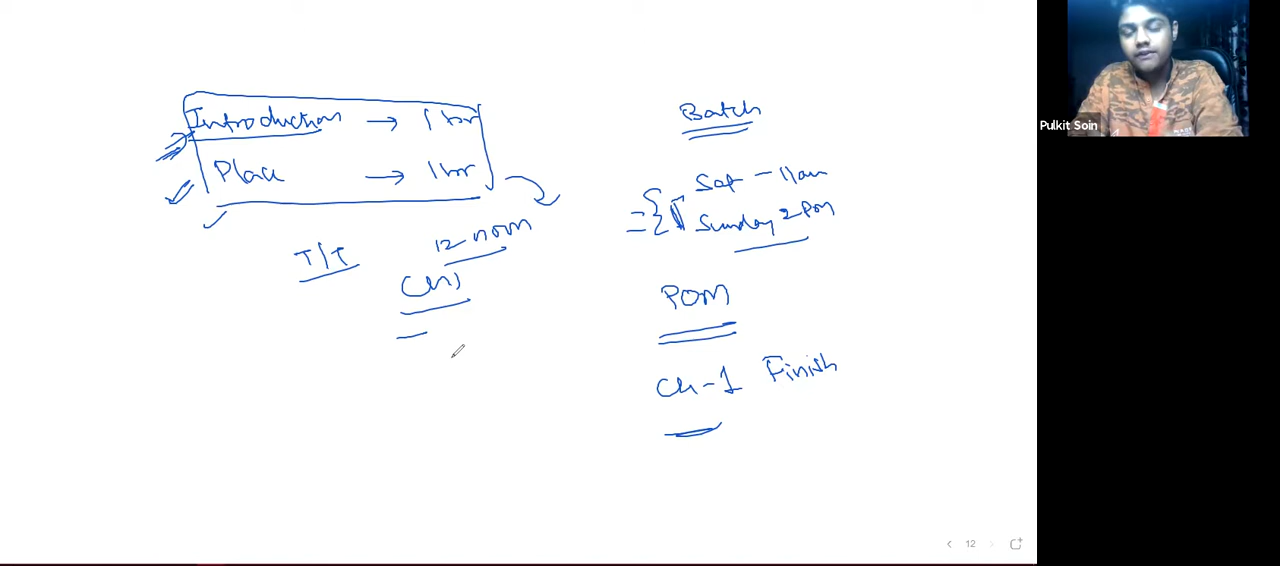 Introduction → 1 hr
Place → 1 hr
T/T
12 noon
Batch
Sat - 11am
Sunday 2 pm
POM
Ch-1 Finish
Pulkit Soin
12